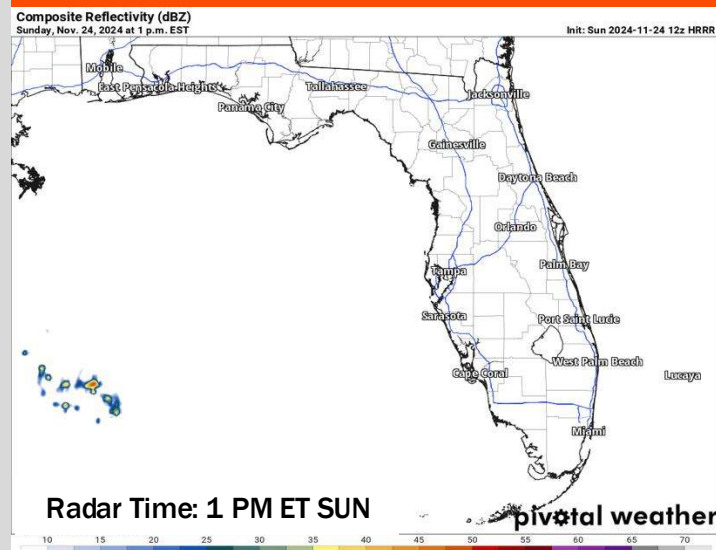 Composite Reflectivity (dBZ)
Sunday, Nov. 24, 2024 at 1 p.m. EST Init: Sun 2024-11-24 12z HRRR
Mobile
East Pensacola Heights
Tallahassee
Panama City
Jacksonville
Gainesville
Daytona Beach
Orlando
Tampa
Palm Bay
Sarasota
Port Saint Lucie
West Palm Beach
Cape Coral
Lucaya
Miami
Radar Time: 1 PM ET SUN
pivotal weather
10 15 20 25 30 35 40 45 50 55 60 65 70